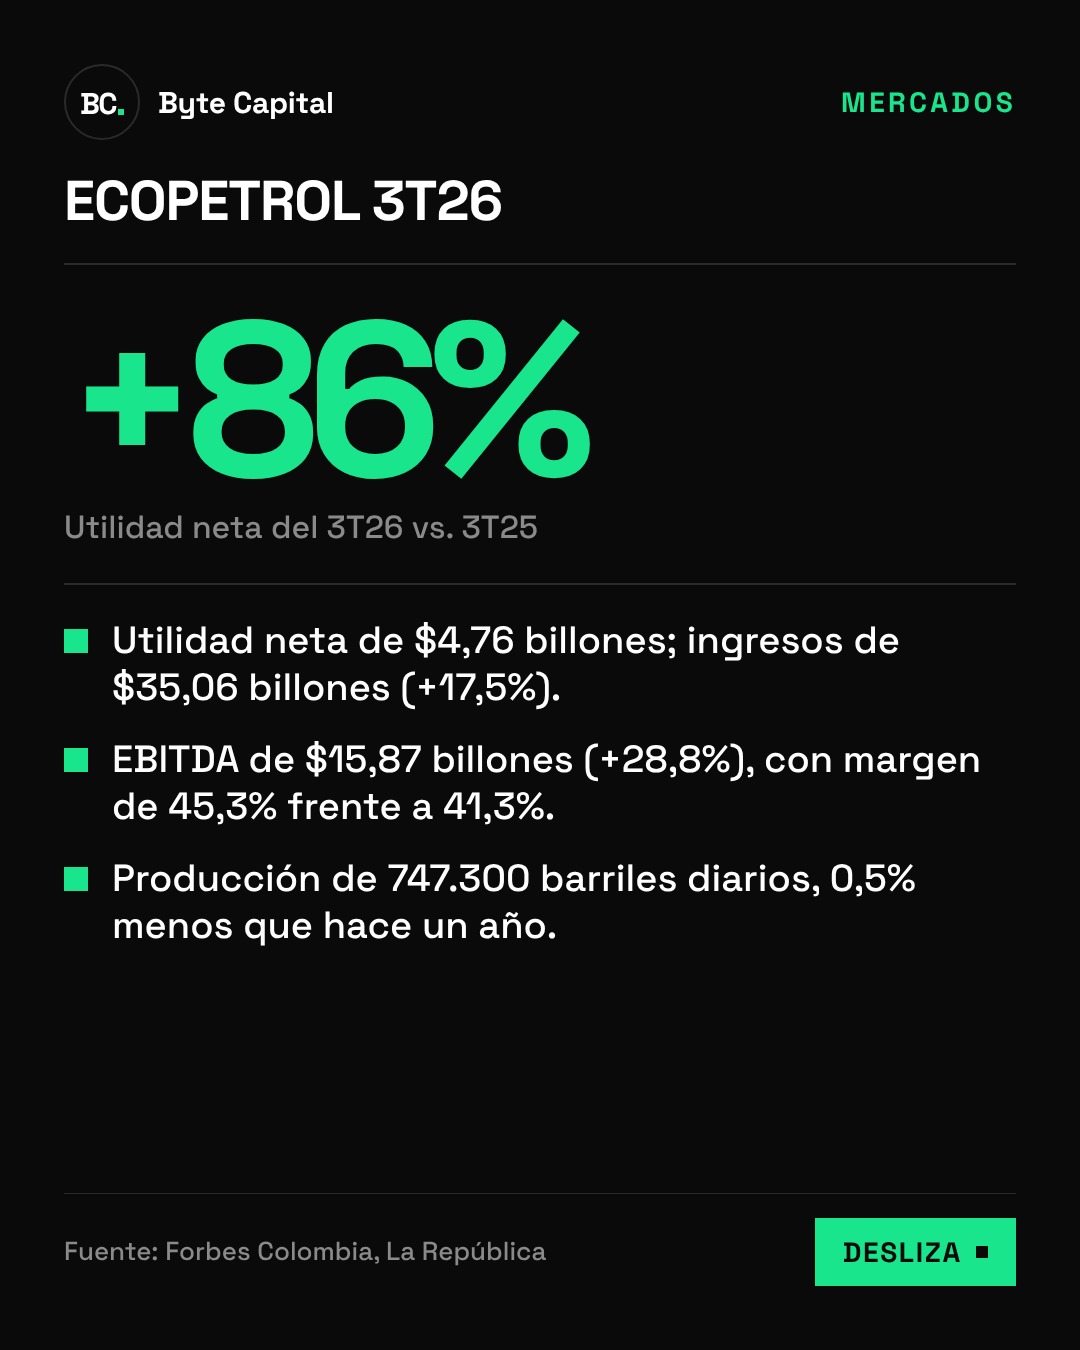 BC. Byte Capital
MERCADOS
ECOPETROL 3T26
+86%
Utilidad neta del 3T26 vs. 3T25
Utilidad neta de $4,76 billones; ingresos de
$35,06 billones (+17,5%).
EBITDA de $15,87 billones (+28,8%), con margen
de 45,3% frente a 41,3%.
Producción de 747.300 barriles diarios, 0,5%
menos que hace un año.
Fuente: Forbes Colombia, La República
DESLIZA